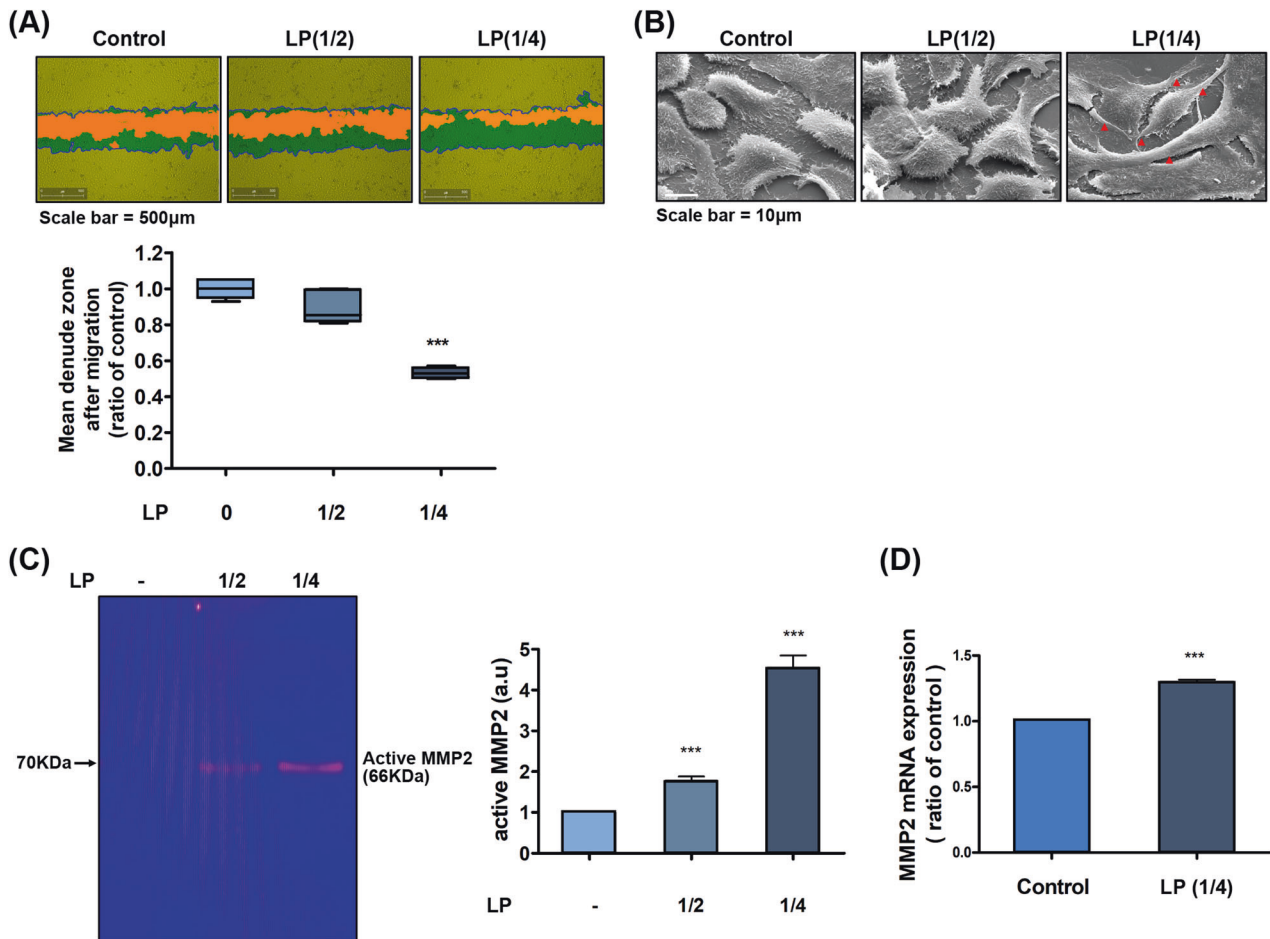 (A)
Control LP(1/2) LP(1/4)
Scale bar = 500μm
Mean denude zone
after migration
(ratio of control)
1.2
1.0
0.8
0.6
0.4
0.2
0.0
***
LP 0 1/2 1/4
(B)
Control LP(1/2) LP(1/4)
Scale bar = 10μm
(C)
LP - 1/2 1/4
70KDa
Active MMP2
(66KDa)
active MMP2 (a.u)
5
4
3
2
1
0
***
***
LP - 1/2 1/4
(D)
MMP2 mRNA expression
( ratio of control )
1.5
1.0
0.5
0.0
***
Control LP (1/4)